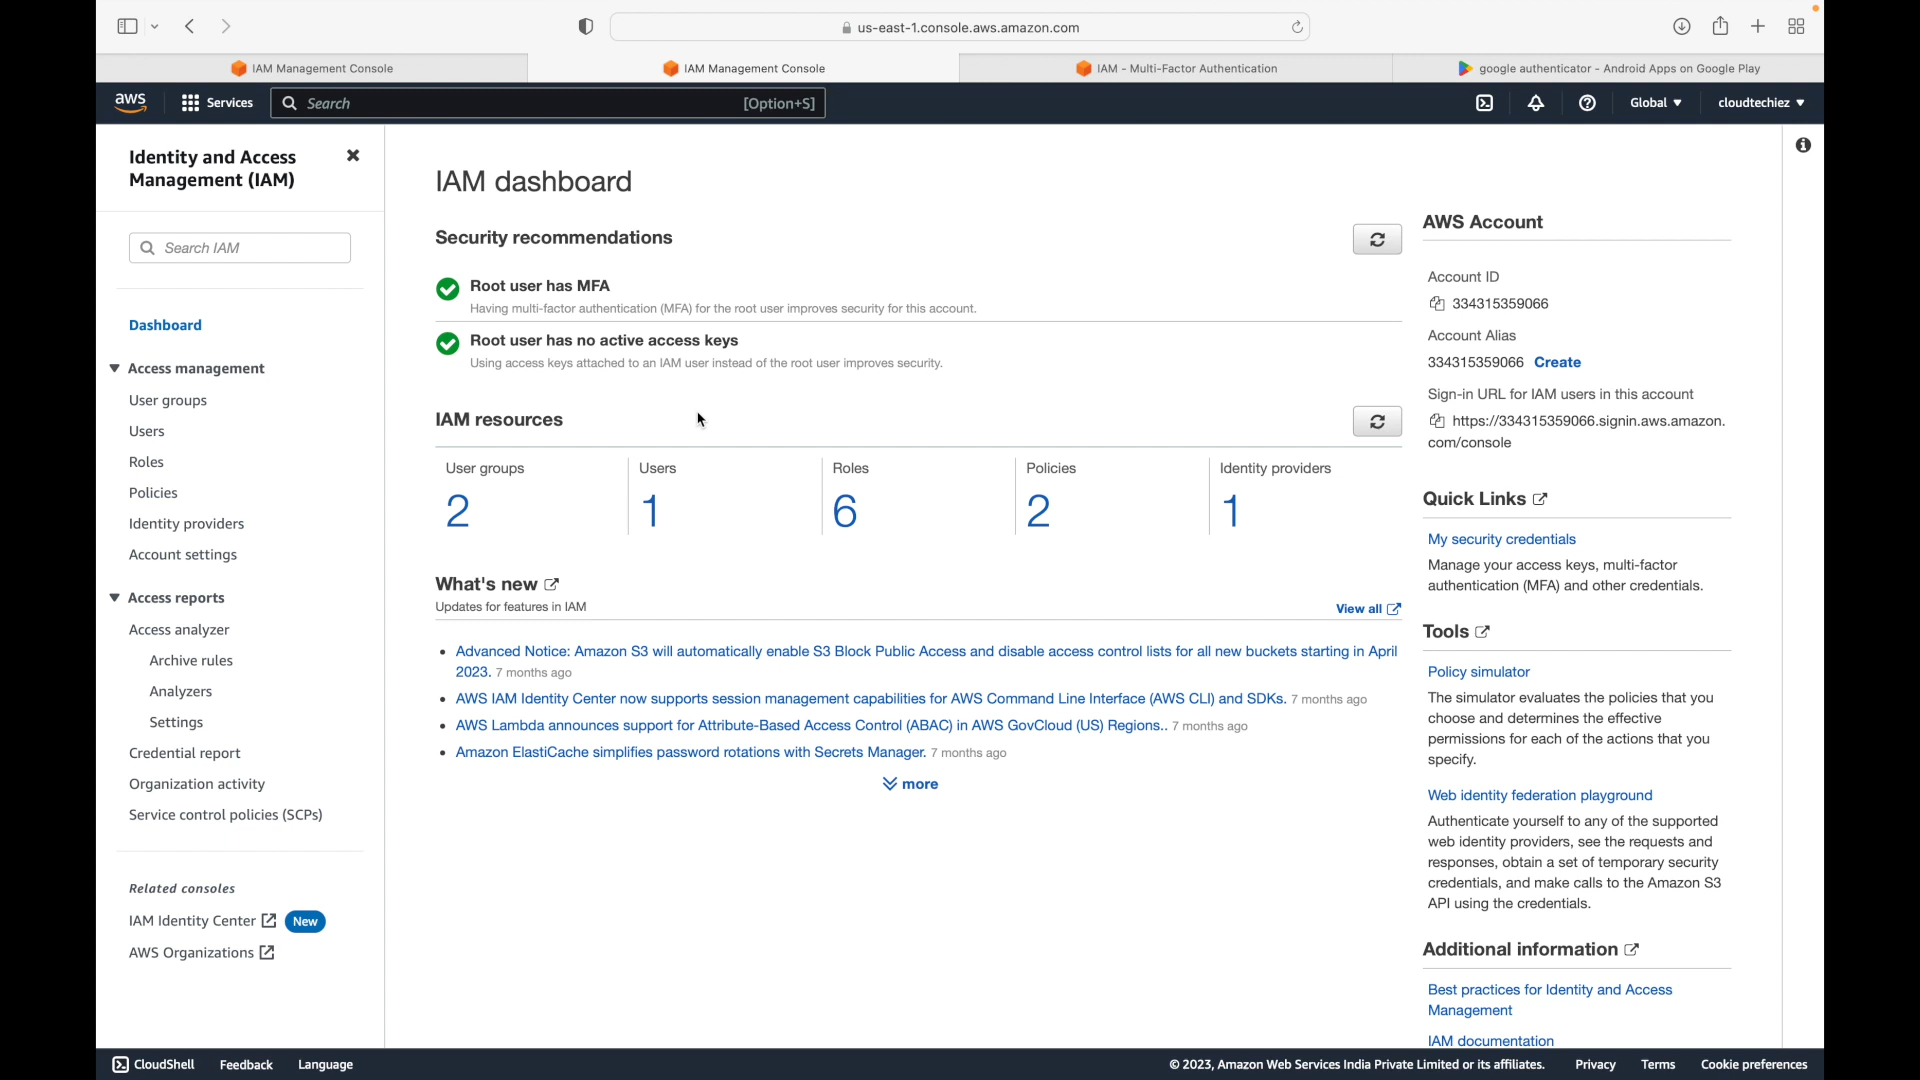 us-east-1.console.aws.amazon.com
IAM Management Console
IAM Management Console
IAM - Multi-Factor Authentication
google authenticator - Android Apps on Google Play
aws
Services
Search
[Option+S]
Global
cloudtechiez
Identity and Access
Management (IAM)
Search IAM
Dashboard
Access management
User groups
Users
Roles
Policies
Identity providers
Account settings
Access reports
Access analyzer
Archive rules
Analyzers
Settings
Credential report
Organization activity
Service control policies (SCPs)
Related consoles
IAM Identity Center
New
AWS Organizations
IAM dashboard
Security recommendations
Root user has MFA
Having multi-factor authentication (MFA) for the root user improves security for this account.
Root user has no active access keys
Using access keys attached to an IAM user instead of the root user improves security.
IAM resources
User groups
2
Users
1
Roles
6
Policies
2
Identity providers
1
What's new
Updates for features in IAM
View all
Advanced Notice: Amazon S3 will automatically enable S3 Block Public Access and disable access control lists for all new buckets starting in April
2023. 7 months ago
AWS IAM Identity Center now supports session management capabilities for AWS Command Line Interface (AWS CLI) and SDKs. 7 months ago
AWS Lambda announces support for Attribute-Based Access Control (ABAC) in AWS GovCloud (US) Regions.. 7 months ago
Amazon ElastiCache simplifies password rotations with Secrets Manager. 7 months ago
more
AWS Account
Account ID
334315359066
Account Alias
334315359066 Create
Sign-in URL for IAM users in this account
https://334315359066.signin.aws.amazon.
com/console
Quick Links
My security credentials
Manage your access keys, multi-factor
authentication (MFA) and other credentials.
Tools
Policy simulator
The simulator evaluates the policies that you
choose and determines the effective
permissions for each of the actions that you
specify.
Web identity federation playground
Authenticate yourself to any of the supported
web identity providers, see the requests and
responses, obtain a set of temporary security
credentials, and make calls to the Amazon S3
API using the credentials.
Additional information
Best practices for Identity and Access
Management
IAM documentation
CloudShell
Feedback
Language
© 2023, Amazon Web Services India Private Limited or its affiliates.
Privacy
Terms
Cookie preferences